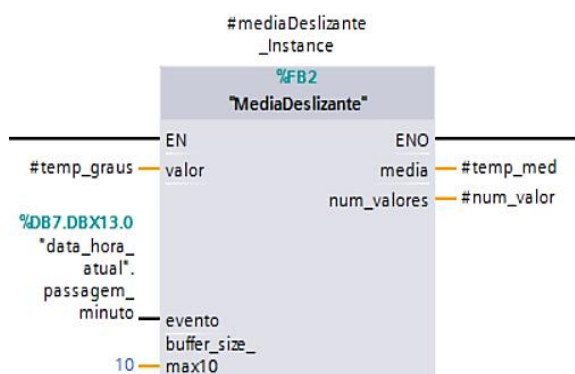 #mediaDeslizante
_Instance
%FB2
"MediaDeslizante"
EN ENO
#temp_graus valor media #temp_med
num_valores #num_valor
%DB7.DBX13.0
"data_hora_
atual".
passagem_
minuto evento
buffer_size_
10 max10